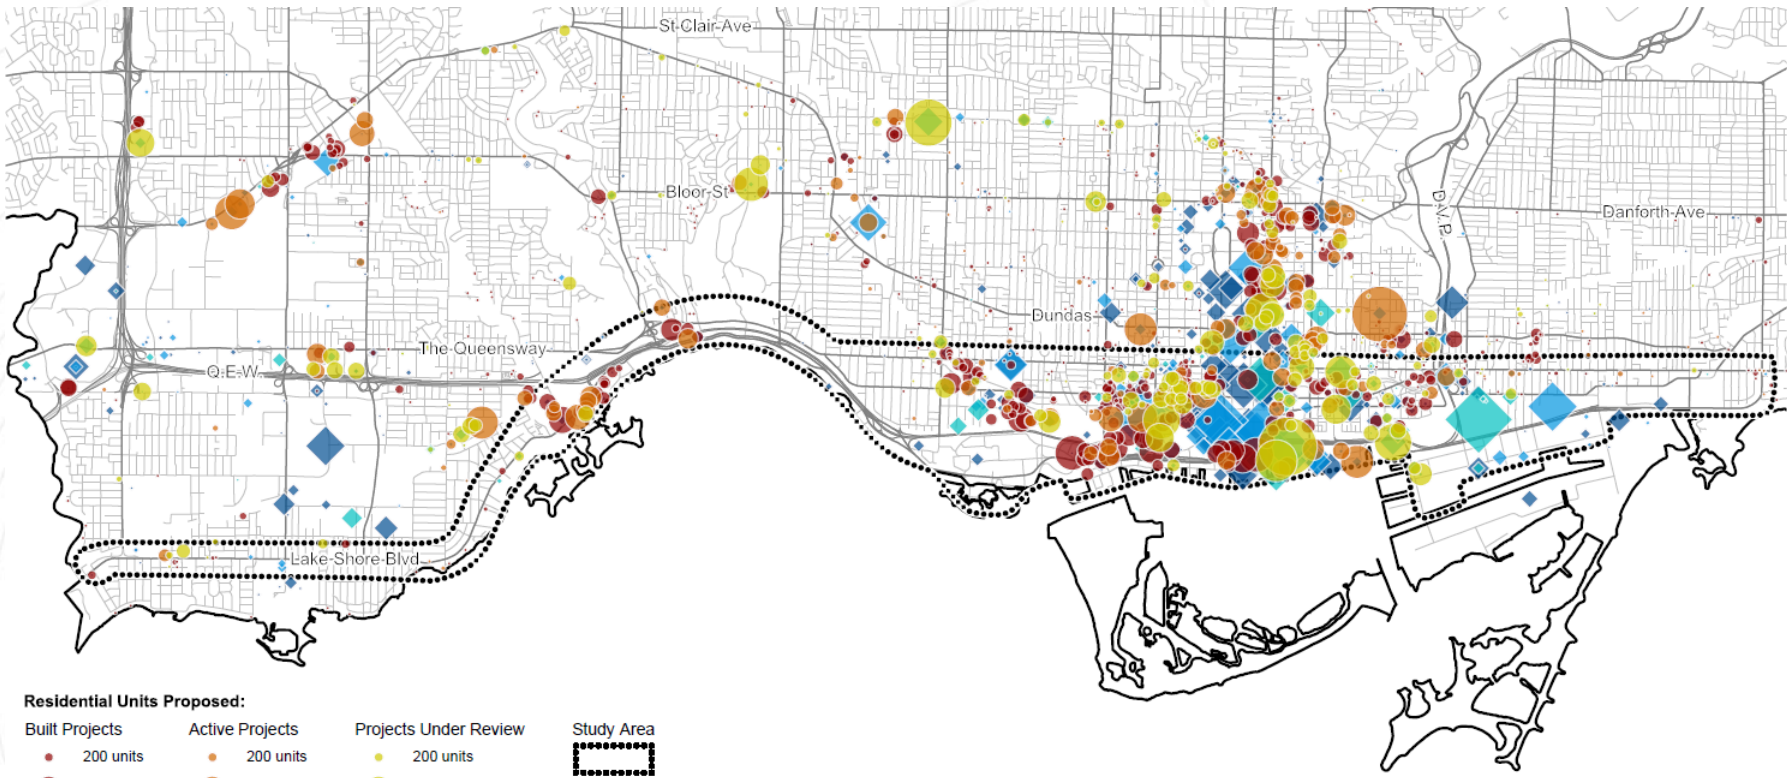 St Clair Ave
Bloor St
Danforth Ave
D.V.P.
Dundas
The Queensway
Q.E.W.
Lake Shore Blvd
Residential Units Proposed:
Built Projects Active Projects Projects Under Review Study Area
200 units 200 units 200 units